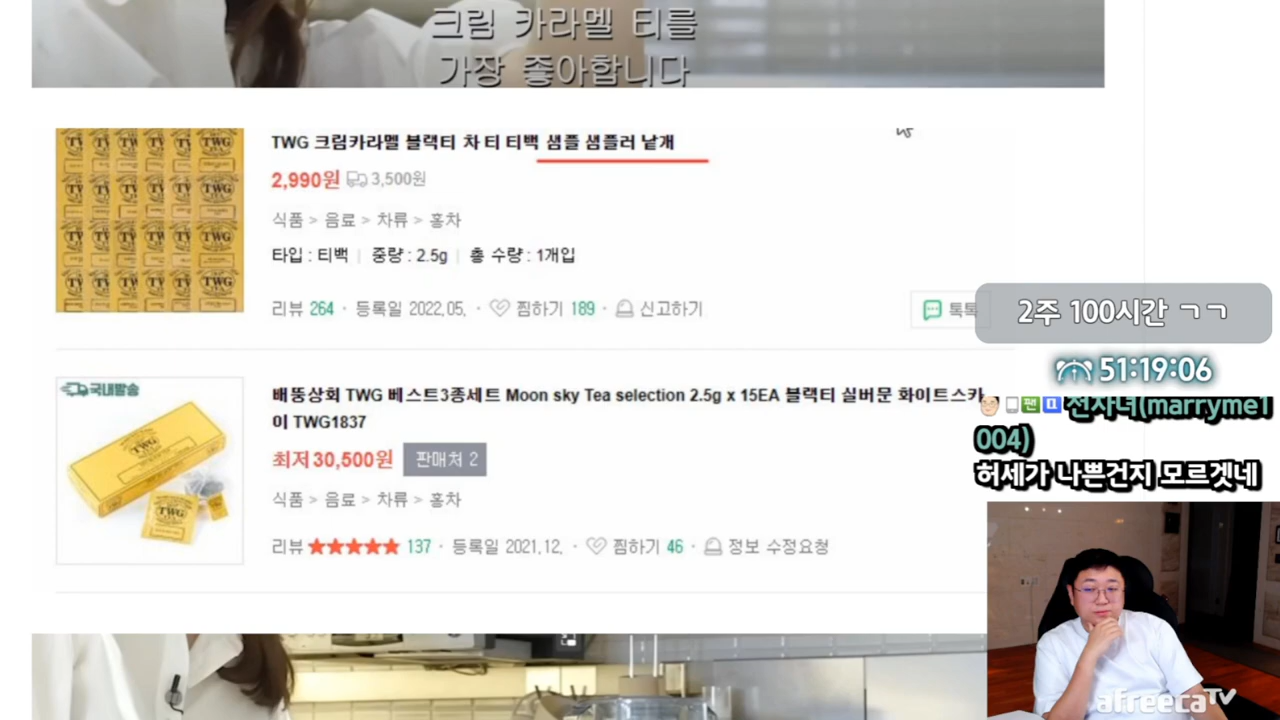 크림 카라멜 티를
가장 좋아합니다
TWG 크림카라멜 블랙티 차 티 티백 샘플 샘플러 낱개
2,990원 3,500원
식품 > 음료 > 차류 > 홍차
타입 : 티백 | 중량 : 2.5g | 총 수량 : 1개입
리뷰 264 · 등록일 2022.05. · 찜하기 189 · 신고하기
톡톡
국내발송
TWG
배뚱상회 TWG 베스트3종세트 Moon sky Tea selection 2.5g x 15EA 블랙티 실버문 화이트스카
이 TWG1837
최저 30,500원 판매처 2
식품 > 음료 > 차류 > 홍차
리뷰 ★★★★★ 137 · 등록일 2021.12. · 찜하기 46 · 정보 수정요청
2주 100시간 ㄱㄱ
51:19:06
팬 전자녀(marryme1
004)
허세가 나쁜건지 모르겟네
afreecaTV